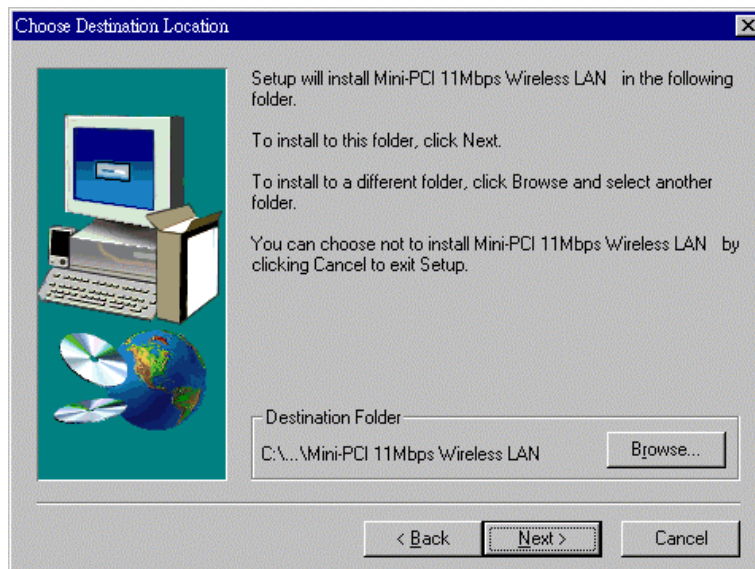 Choose Destination Location
Setup will install Mini-PCI 11Mbps Wireless LAN   in the following
folder.
To install to this folder, click Next.
To install to a different folder, click Browse and select another
folder.
You can choose not to install Mini-PCI 11Mbps Wireless LAN   by
clicking Cancel to exit Setup.
Destination Folder
C:\...\Mini-PCI 11Mbps Wireless LAN
Browse...
< Back
Next >
Cancel